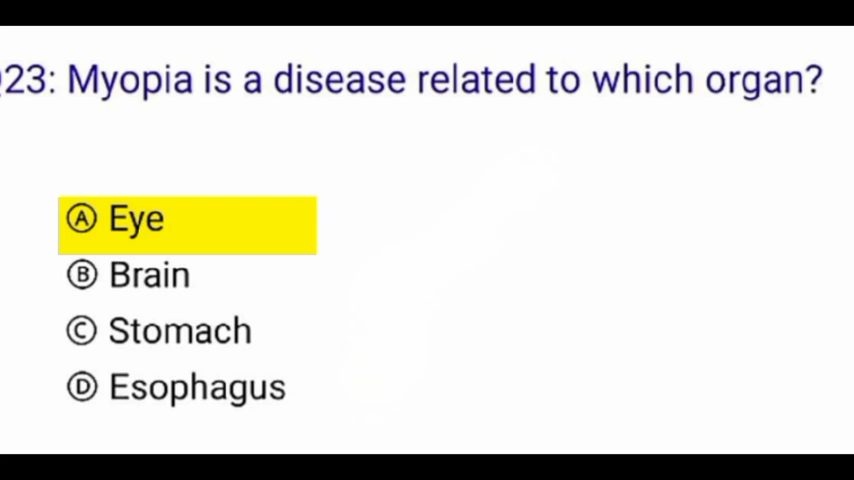 23: Myopia is a disease related to which organ?
Ⓐ Eye
Ⓑ Brain
Ⓒ Stomach
Ⓓ Esophagus